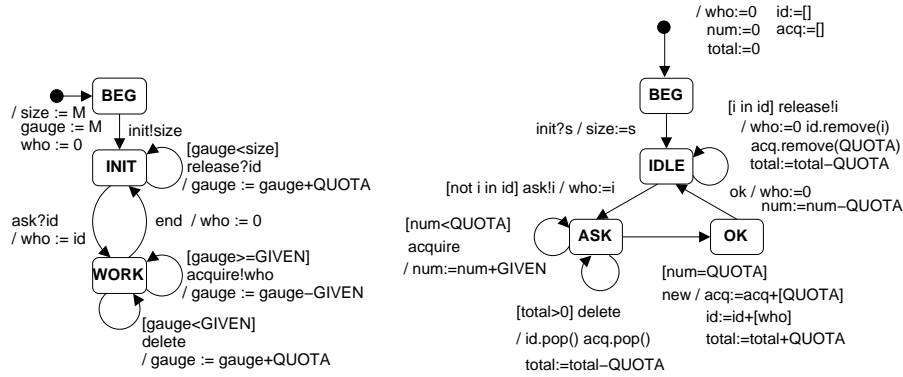 BEG
/ size := M
gauge := M
who := 0
init!size
INIT
[gauge<size]
release?id
/ gauge := gauge+QUOTA
ask?id
/ who := id
end / who := 0
WORK
[gauge>=GIVEN]
acquire!who
/ gauge := gauge−GIVEN
[gauge<GIVEN]
delete
/ gauge := gauge+QUOTA
/ who:=0 id:=[]
num:=0 acq:=[]
total:=0
BEG
init?s / size:=s
IDLE
[i in id] release!i
/ who:=0 id.remove(i)
acq.remove(QUOTA)
total:=total−QUOTA
[not i in id] ask!i / who:=i
ok / who:=0
num:=num−QUOTA
[num<QUOTA]
acquire
/ num:=num+GIVEN
ASK
OK
[num=QUOTA]
new / acq:=acq+[QUOTA]
id:=id+[who]
total:=total+QUOTA
[total>0] delete
/ id.pop() acq.pop()
total:=total−QUOTA